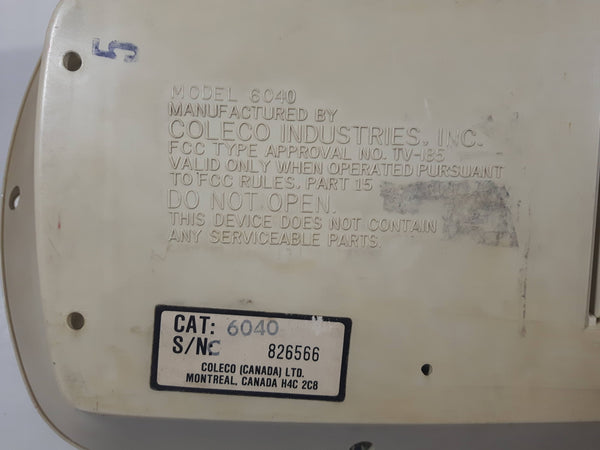 5
MODEL 6040
MANUFACTURED BY
COLECO INDUSTRIES, INC.
FCC TYPE APPROVAL NO. TV-185
VALID ONLY WHEN OPERATED PURSUANT
TO FCC RULES, PART 15
DO NOT OPEN.
THIS DEVICE DOES NOT CONTAIN
ANY SERVICEABLE PARTS.
CAT: 6040
S/N: C 826566
COLECO (CANADA) LTD.
MONTREAL, CANADA H4C 2C8